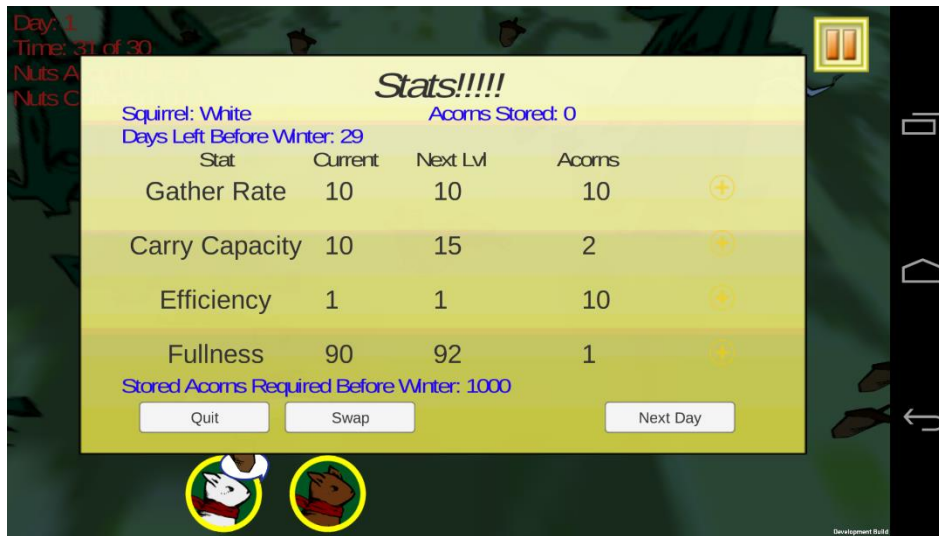 Day: 1
Time: 31 of 30
Nuts A
Nuts C
Stats!!!!!
Squirrel: White Acorns Stored: 0
Days Left Before Winter: 29
Stat Current Next Lvl Acorns
Gather Rate 10 10 10
Carry Capacity 10 15 2
Efficiency 1 1 10
Fullness 90 92 1
Stored Acorns Required Before Winter: 1000
Quit Swap Next Day
Development Build